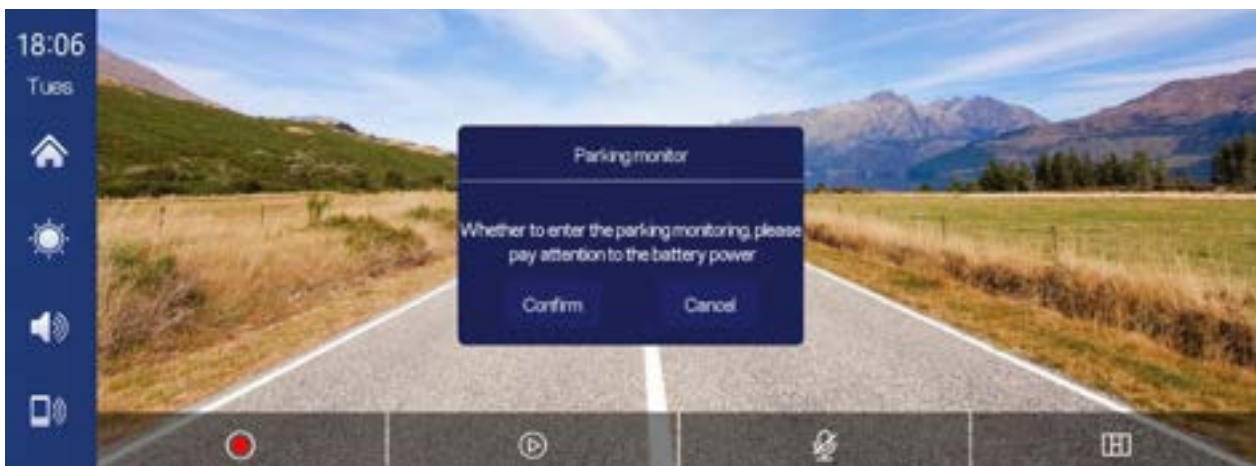 18:06
Tues
Parking monitor
Whether to enter the parking monitoring, please
pay attention to the battery power
Confirm
Cancel